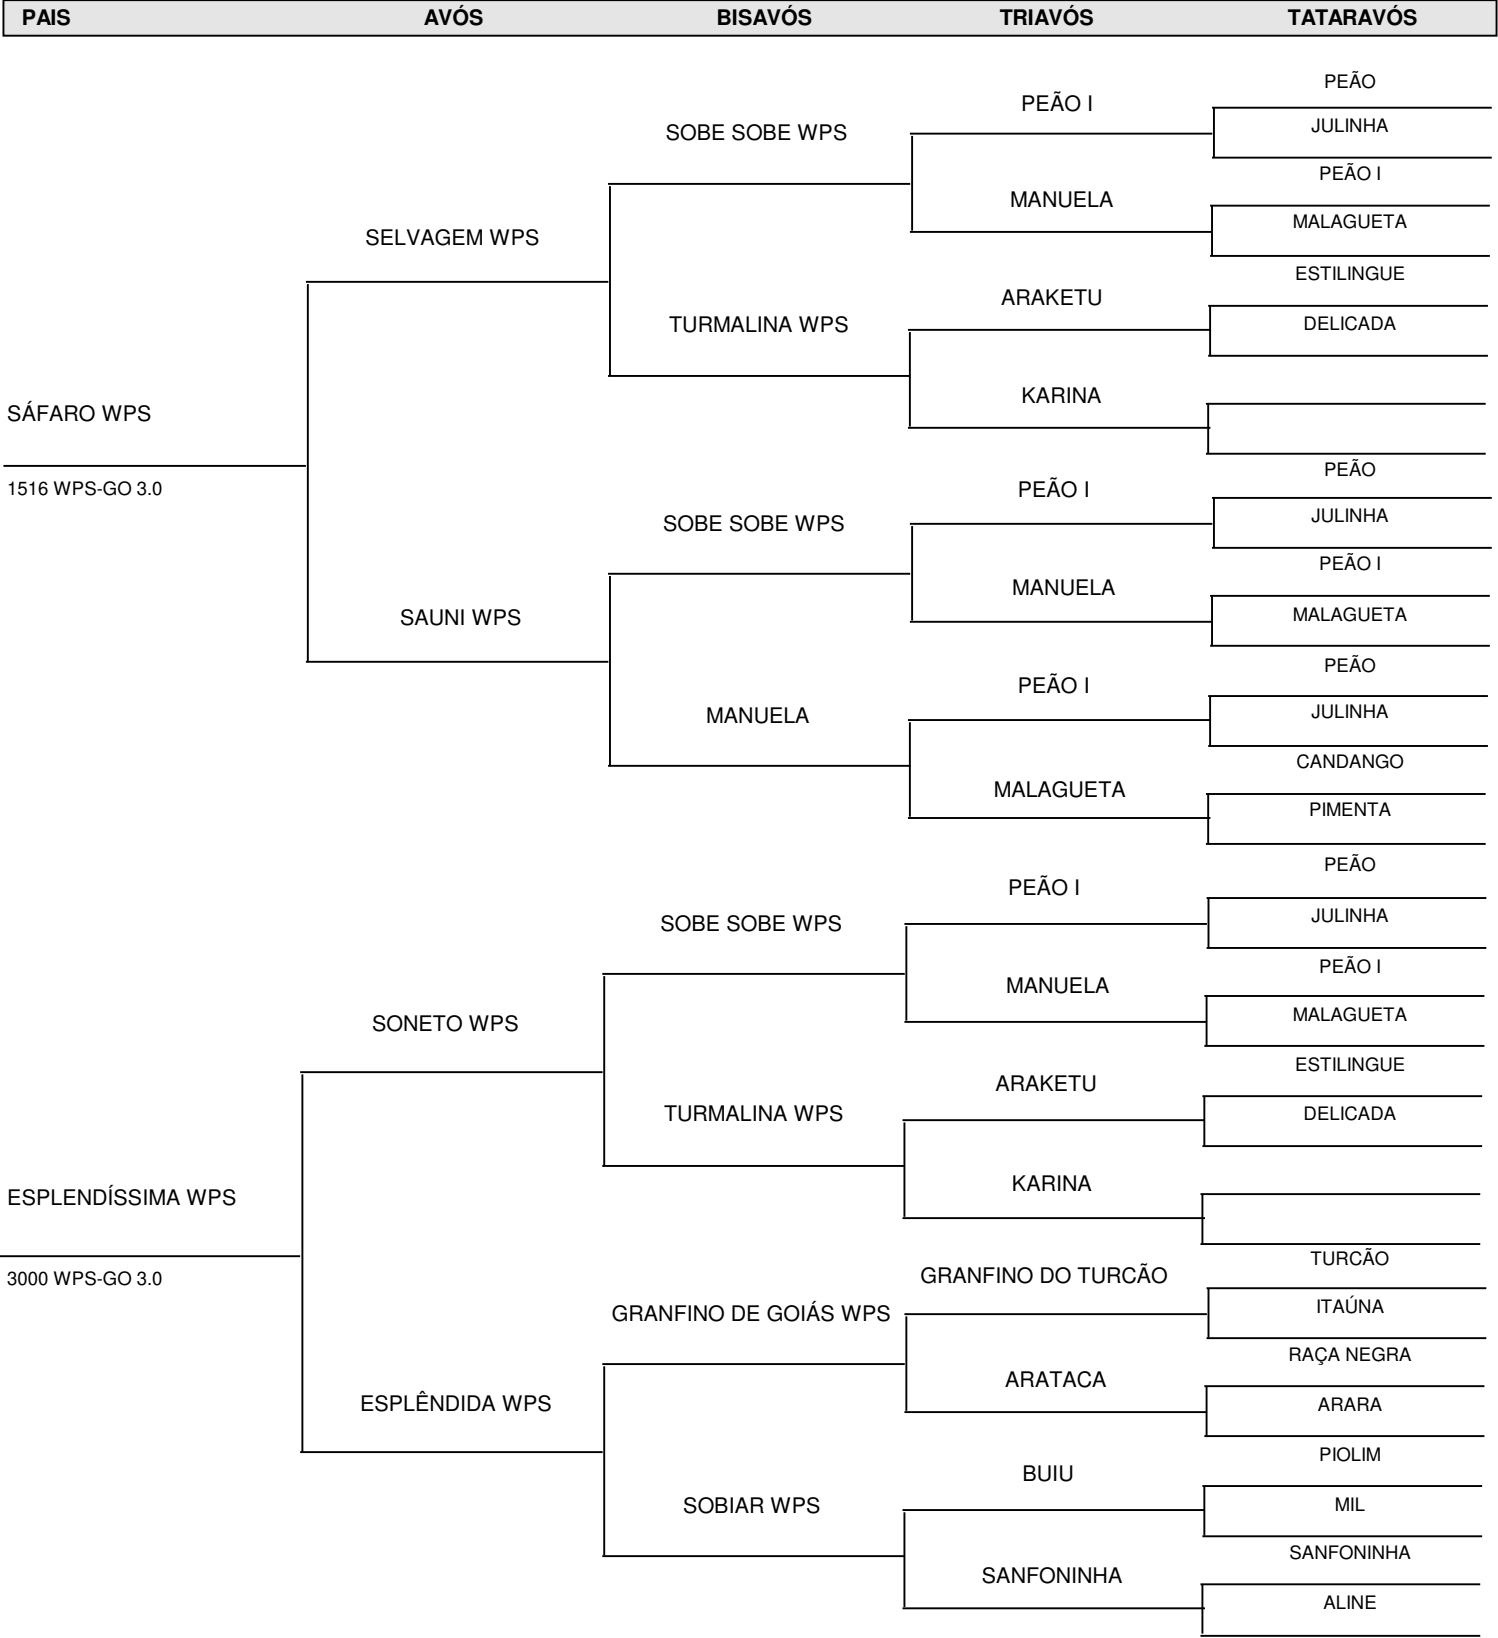 PAIS AVÓS BISAVÓS TRIAVÓS TATARAVÓS
PEÃO
PEÃO I
JULINHA
SOBE SOBE WPS
PEÃO I
MANUELA
MALAGUETA
SELVAGEM WPS
ESTILINGUE
ARAKETU
DELICADA
TURMALINA WPS
KARINA
SÁFARO WPS
PEÃO
1516 WPS-GO 3.0
PEÃO I
JULINHA
SOBE SOBE WPS
PEÃO I
MANUELA
MALAGUETA
SAUNI WPS
PEÃO
PEÃO I
JULINHA
MANUELA
CANDANGO
MALAGUETA
PIMENTA
PEÃO
PEÃO I
JULINHA
SOBE SOBE WPS
PEÃO I
MANUELA
MALAGUETA
SONETO WPS
ESTILINGUE
ARAKETU
DELICADA
TURMALINA WPS
KARINA
ESPLENDÍSSIMA WPS
TURCÃO
3000 WPS-GO 3.0
GRANFINO DO TURCÃO
ITAÚNA
GRANFINO DE GOIÁS WPS
RAÇA NEGRA
ARATACA
ARARA
ESPLÊNDIDA WPS
PIOLIM
BUIU
MIL
SOBIAR WPS
SANFONINHA
SANFONINHA
ALINE